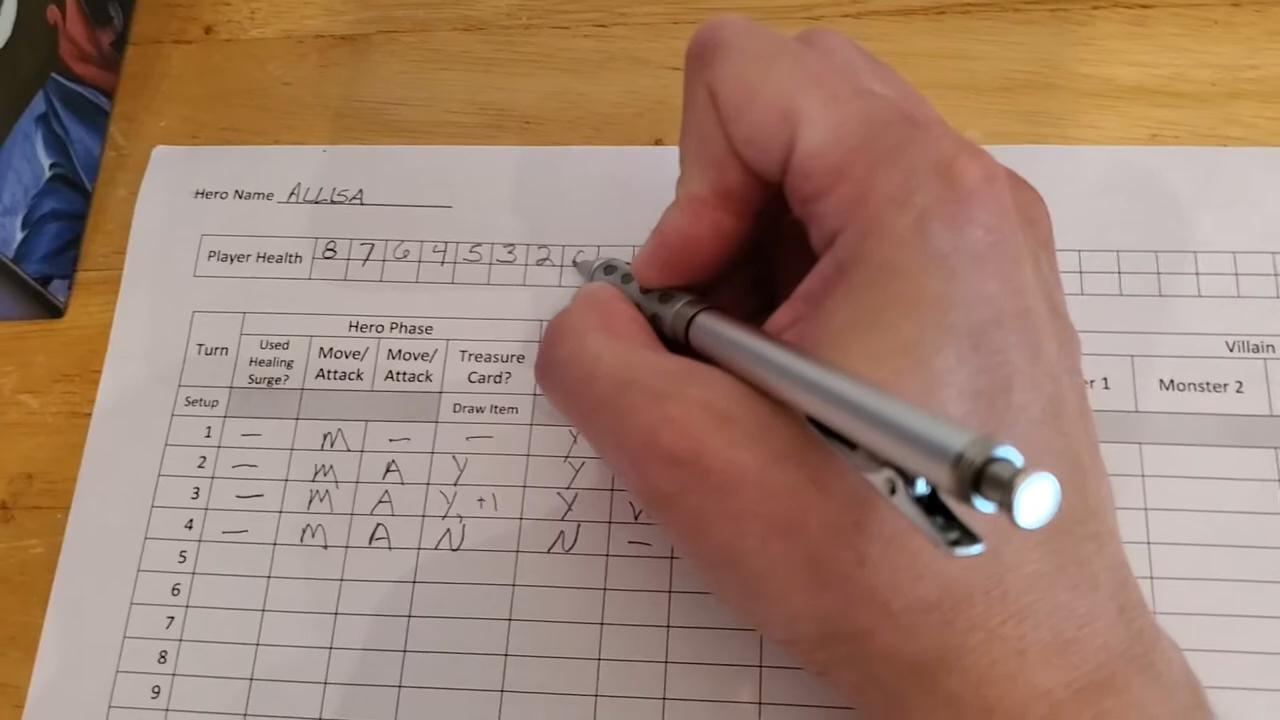 Hero Name ALLISA
Player Health 8 7 6 4 5 3 2
Hero Phase
Villain
Turn Used Healing Surge? Move/Attack Move/Attack Treasure Card? r 1 Monster 2
Setup Draw Item
1 — M — — Y
2 — M A Y Y
3 — M A Y, +1 Y
4 — M A N N —
5
6
7
8
9